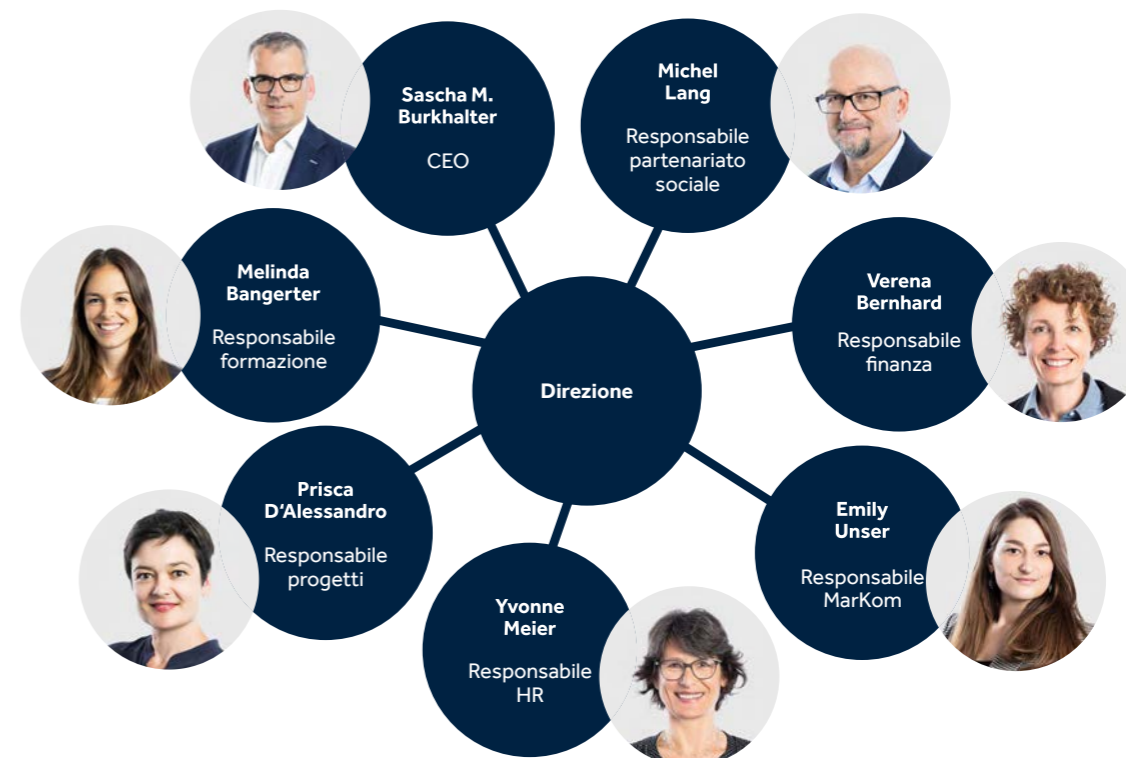 Sascha M.
Burkhalter
CEO
Michel
Lang
Responsabile
partenariato
sociale
Melinda
Bangerter
Responsabile
formazione
Verena
Bernhard
Responsabile
finanza
Direzione
Prisca
D‘Alessandro
Responsabile
progetti
Emily
Unser
Responsabile
MarKom
Yvonne
Meier
Responsabile
HR